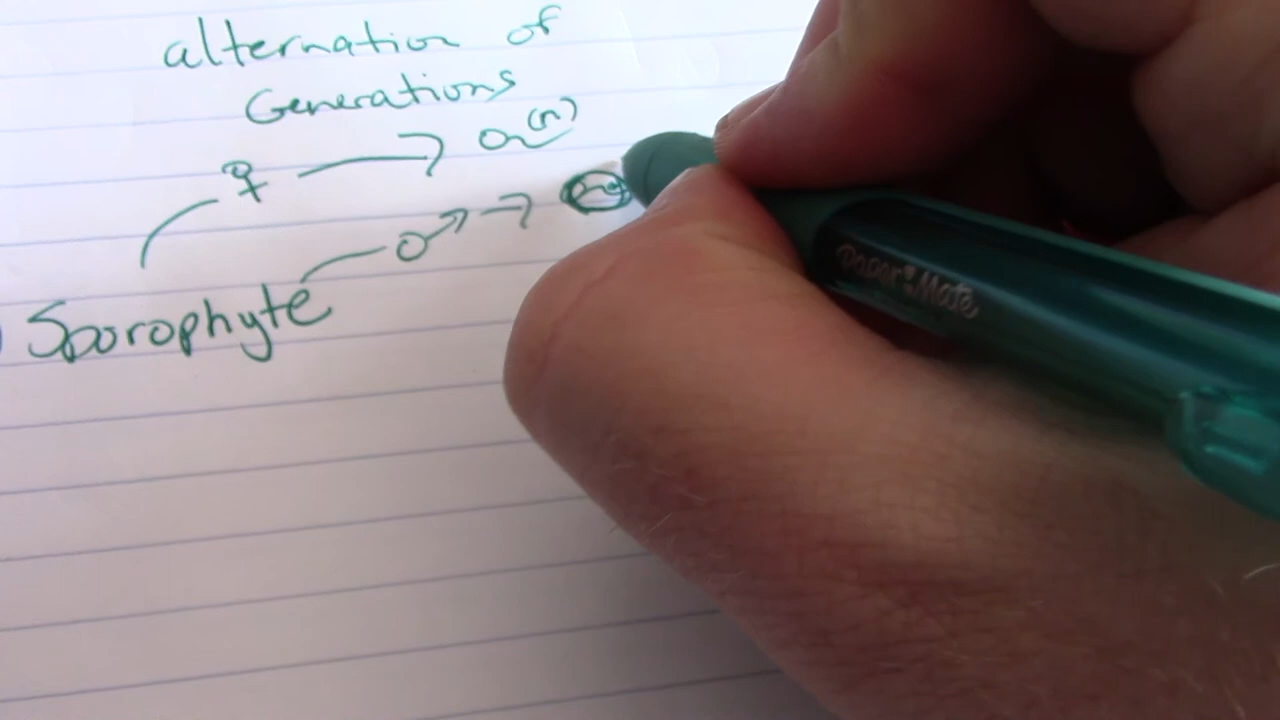 alternation of
Generations
♀ → (n)
♂ →
Sporophyte
Paper Mate